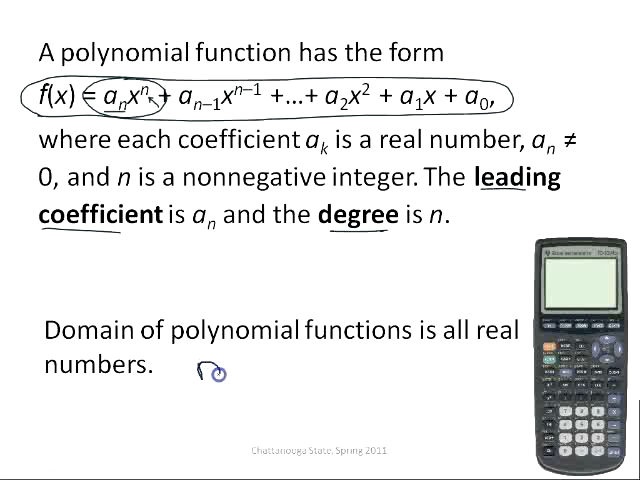 A polynomial function has the form
f(x) = aₙxⁿ + aₙ₋₁xⁿ⁻¹ +…+ a₂x² + a₁x + a₀,
where each coefficient aₖ is a real number, aₙ ≠
0, and n is a nonnegative integer. The leading
coefficient is aₙ and the degree is n.
Domain of polynomial functions is all real
numbers.
Chattanooga State, Spring 2011